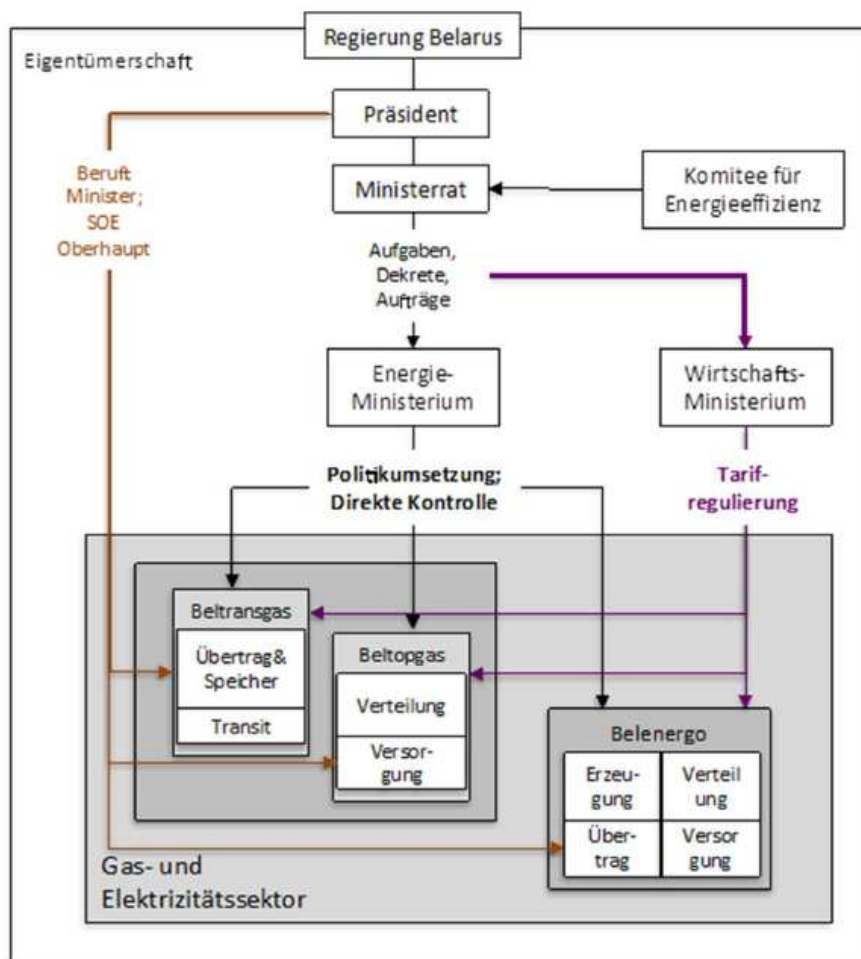 Regierung Belarus
Eigentümerschaft
Präsident
Beruft
Minister;
SOE
Oberhaupt
Ministerrat
Komitee für
Energieeffizienz
Aufgaben,
Dekrete,
Aufträge
Energie-
Ministerium
Wirtschafts-
Ministerium
Politikumsetzung;
Direkte Kontrolle
Tarif-
regulierung
Beltransgas
Übertrag&
Speicher
Transit
Beltopgas
Verteilung
Versor-
gung
Belenergo
Erzeu-
gung
Verteil
ung
Über-
trag
Versor
gung
Gas- und
Elektrizitätssektor